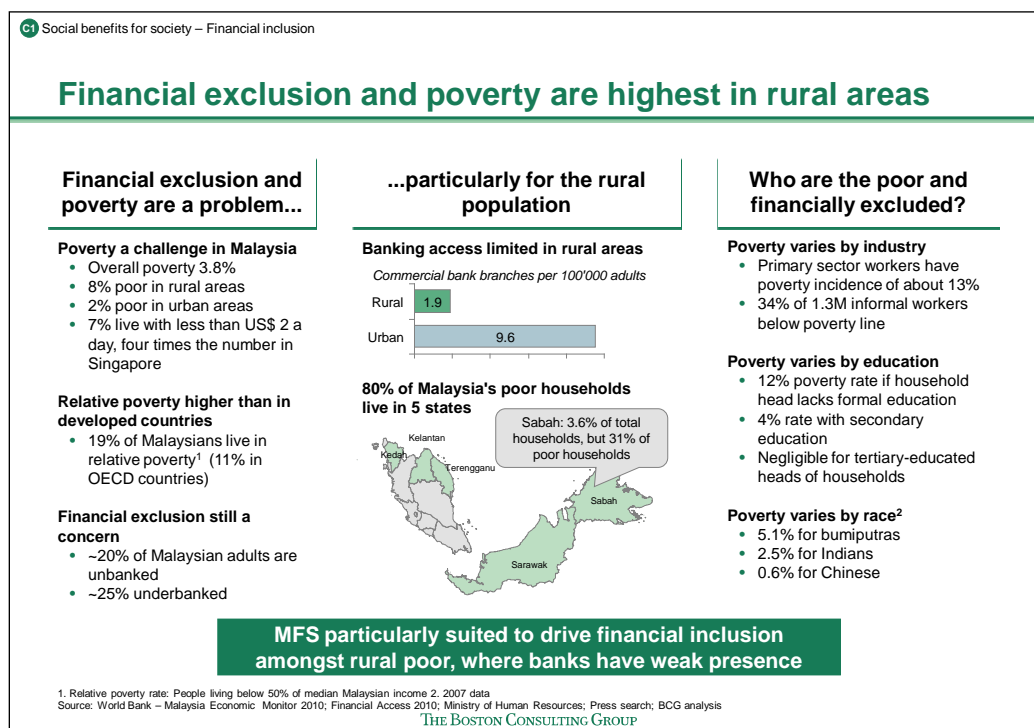 C1 Social benefits for society – Financial inclusion
Financial exclusion and poverty are highest in rural areas
Financial exclusion and
poverty are a problem...
Poverty a challenge in Malaysia
• Overall poverty 3.8%
• 8% poor in rural areas
• 2% poor in urban areas
• 7% live with less than US$ 2 a
day, four times the number in
Singapore
Relative poverty higher than in
developed countries
• 19% of Malaysians live in
relative poverty¹ (11% in
OECD countries)
Financial exclusion still a
concern
• ~20% of Malaysian adults are
unbanked
• ~25% underbanked
...particularly for the rural
population
Banking access limited in rural areas
Commercial bank branches per 100'000 adults
Rural 1.9
Urban 9.6
80% of Malaysia's poor households
live in 5 states
Sabah: 3.6% of total
households, but 31% of
poor households
Kelantan
Kedah
Terengganu
Sabah
Sarawak
Who are the poor and
financially excluded?
Poverty varies by industry
• Primary sector workers have
poverty incidence of about 13%
• 34% of 1.3M informal workers
below poverty line
Poverty varies by education
• 12% poverty rate if household
head lacks formal education
• 4% rate with secondary
education
• Negligible for tertiary-educated
heads of households
Poverty varies by race²
• 5.1% for bumiputras
• 2.5% for Indians
• 0.6% for Chinese
MFS particularly suited to drive financial inclusion
amongst rural poor, where banks have weak presence
1. Relative poverty rate: People living below 50% of median Malaysian income 2. 2007 data
Source: World Bank – Malaysia Economic Monitor 2010; Financial Access 2010; Ministry of Human Resources; Press search; BCG analysis
THE BOSTON CONSULTING GROUP